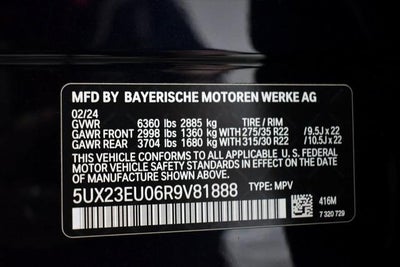 MFD BY BAYERISCHE MOTOREN WERKE AG
02/24
GVWR 6360 lbs 2885 kg TIRE / RIM
GAWR FRONT 2998 lbs 1360 kg WITH 275/35 R22 /9.5J x 22
GAWR REAR 3704 lbs 1680 kg WITH 315/30 R22 /10.5J x 22
THIS VEHICLE CONFORMS TO ALL APPLICABLE U.S. FEDERAL
MOTOR VEHICLE SAFETY AND THEFT PREVENTION STANDARDS IN EFFECT ON THE
DATE OF MANUFACTURE SHOWN ABOVE.
5UX23EU06R9V81888 TYPE: MPV
416M
7 320 729